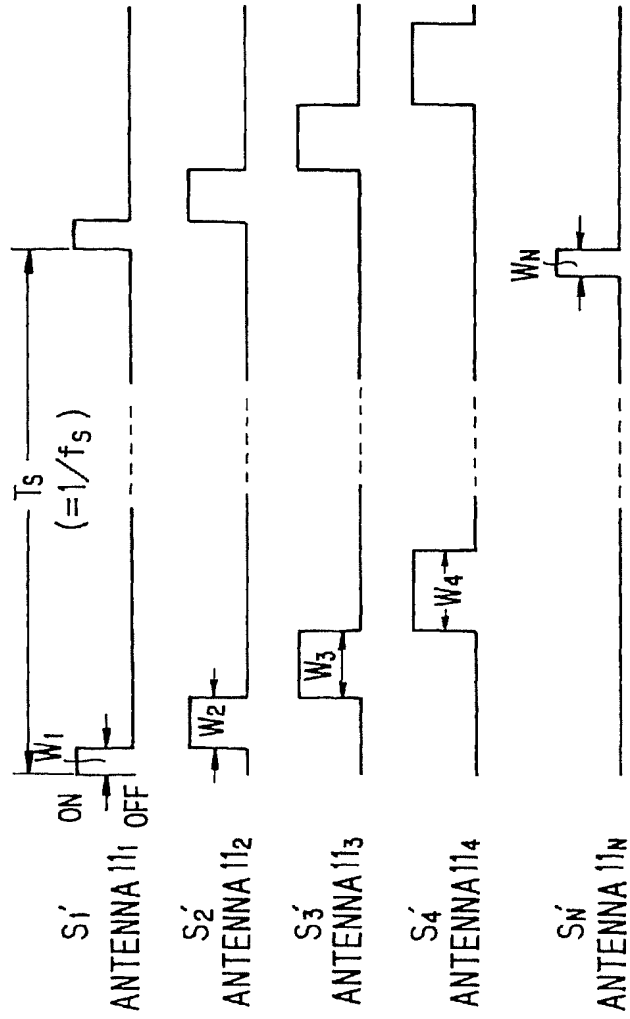 Ts
(=1/fs)
ON
OFF
W1
S1'
ANTENNA 111
W2
S2'
ANTENNA 112
W3
S3'
ANTENNA 113
W4
S4'
ANTENNA 114
WN
SN'
ANTENNA 11N